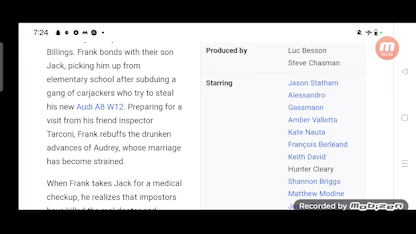 7:24
Billings. Frank bonds with their son
Jack, picking him up from
elementary school after subduing a
gang of carjackers who try to steal
his new Audi A8 W12. Preparing for a
visit from his friend Inspector
Tarconi, Frank rebuffs the drunken
advances of Audrey, whose marriage
has become strained.
When Frank takes Jack for a medical
checkup, he realizes that impostors
Produced by
Luc Besson
Steve Chasman
Starring
Jason Statham
Alessandro
Gassmann
Amber Valletta
Kate Nauta
François Berléand
Keith David
Hunter Cleary
Shannon Briggs
Matthew Modine
Recorded by Mobizen